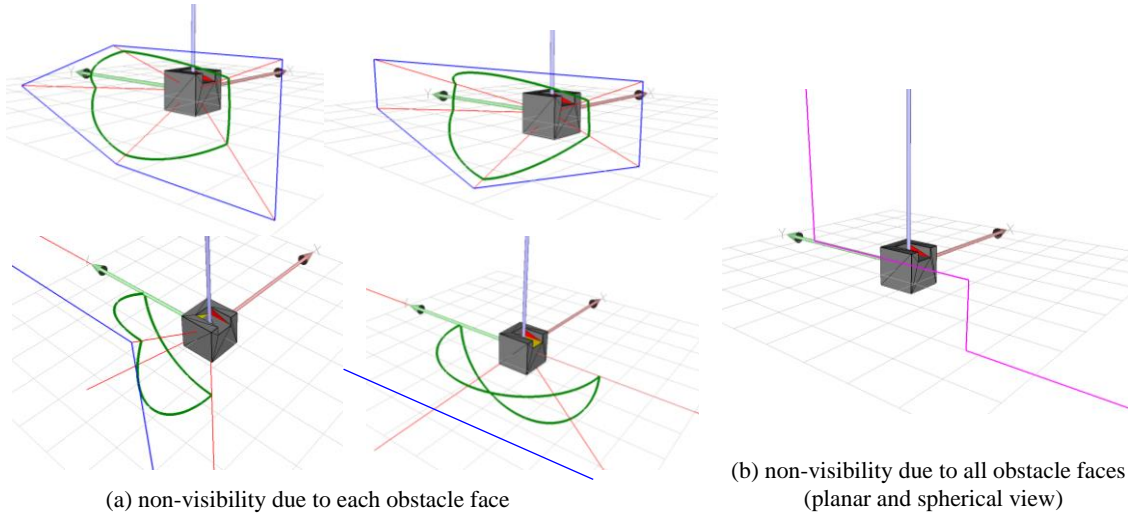 Y
X
Y
X
X
Y
(a) non-visibility due to each obstacle face
(b) non-visibility due to all obstacle faces
(planar and spherical view)